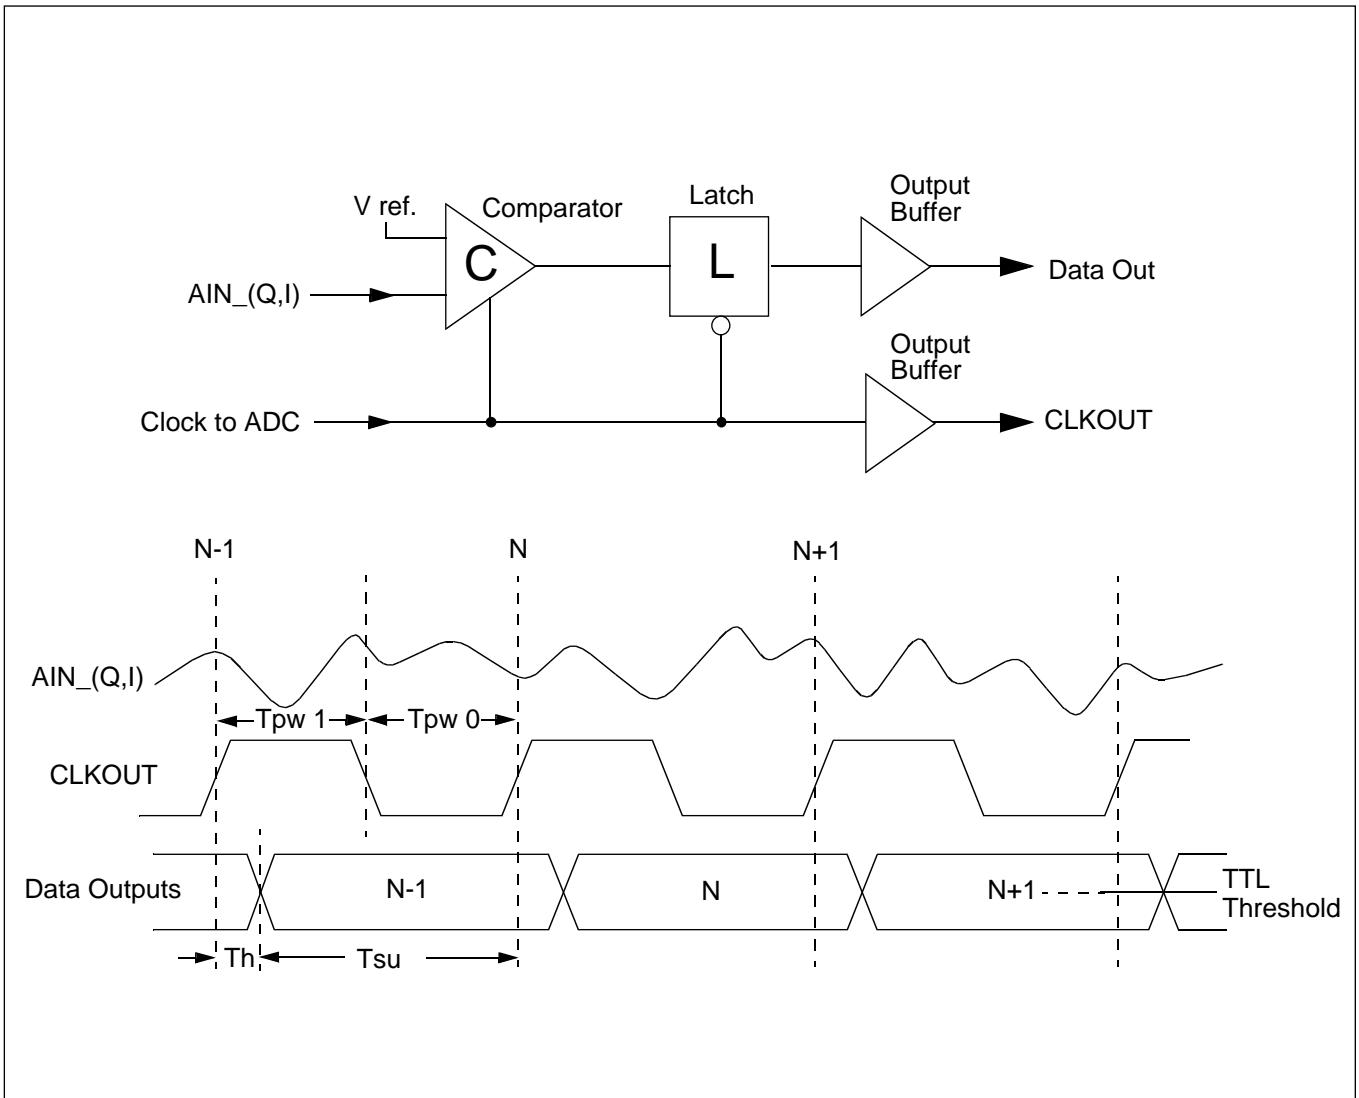 V ref.
Comparator
Latch
Output
Buffer
C
L
AIN_(Q,I)
Data Out
Output
Buffer
Clock to ADC
CLKOUT
N-1
N
N+1
AIN_(Q,I)
Tpw 1
Tpw 0
CLKOUT
Data Outputs
N-1
N
N+1
TTL
Threshold
Th
Tsu